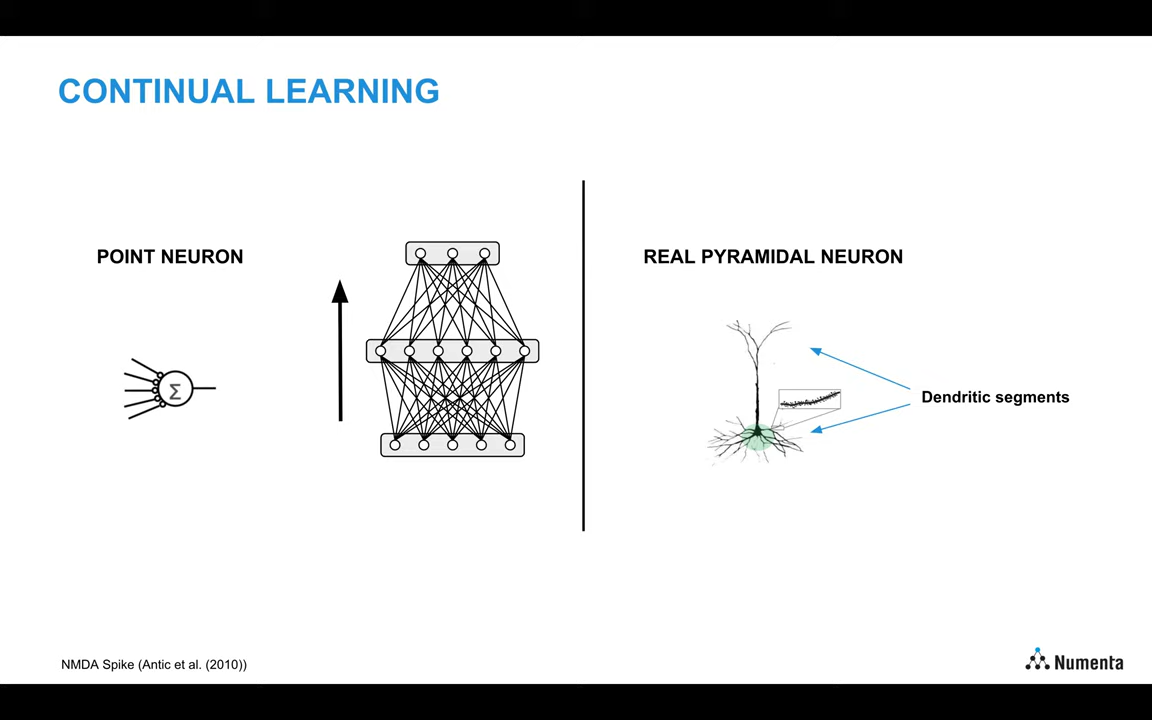 CONTINUAL LEARNING
POINT NEURON
Σ
REAL PYRAMIDAL NEURON
Dendritic segments
NMDA Spike (Antic et al. (2010))
Numenta